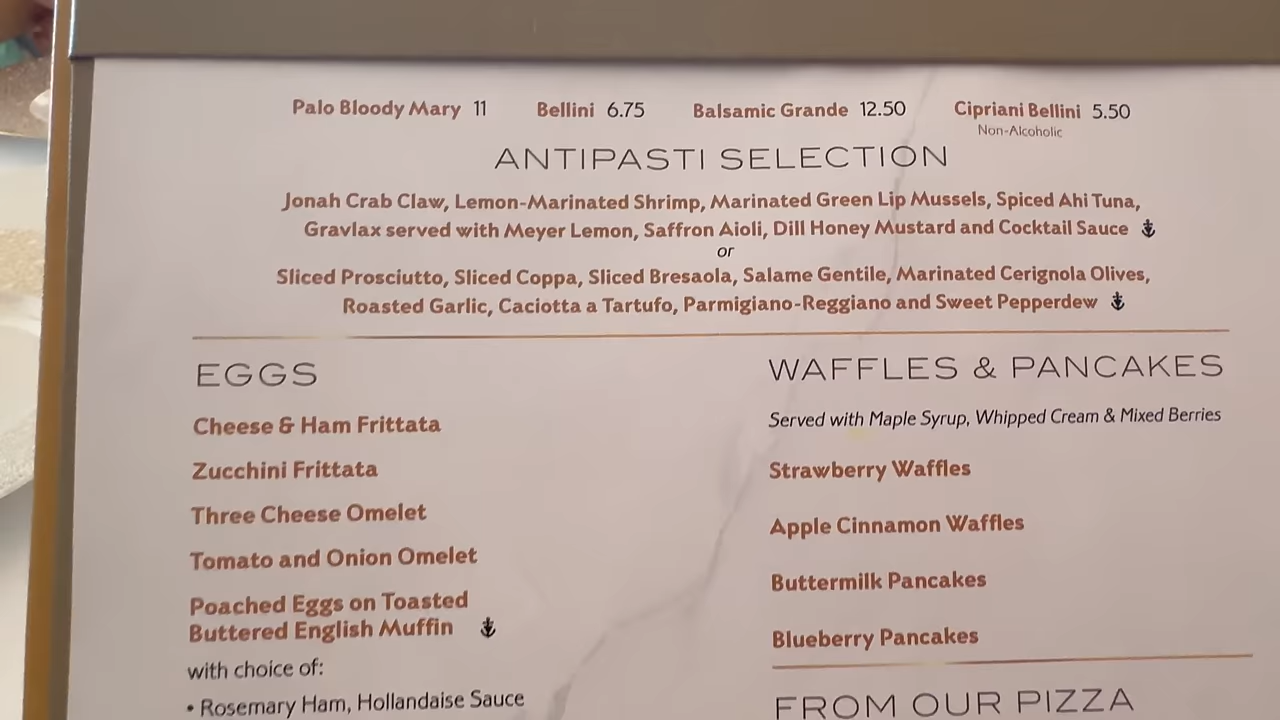 Palo Bloody Mary 11 Bellini 6.75 Balsamic Grande 12.50 Cipriani Bellini 5.50
Non-Alcoholic
ANTIPASTI SELECTION
Jonah Crab Claw, Lemon-Marinated Shrimp, Marinated Green Lip Mussels, Spiced Ahi Tuna,
Gravlax served with Meyer Lemon, Saffron Aioli, Dill Honey Mustard and Cocktail Sauce
or
Sliced Prosciutto, Sliced Coppa, Sliced Bresaola, Salame Gentile, Marinated Cerignola Olives,
Roasted Garlic, Caciotta a Tartufo, Parmigiano-Reggiano and Sweet Pepperdew
EGGS
Cheese & Ham Frittata
Zucchini Frittata
Three Cheese Omelet
Tomato and Onion Omelet
Poached Eggs on Toasted
Buttered English Muffin
with choice of:
• Rosemary Ham, Hollandaise Sauce
WAFFLES & PANCAKES
Served with Maple Syrup, Whipped Cream & Mixed Berries
Strawberry Waffles
Apple Cinnamon Waffles
Buttermilk Pancakes
Blueberry Pancakes
FROM OUR PIZZA